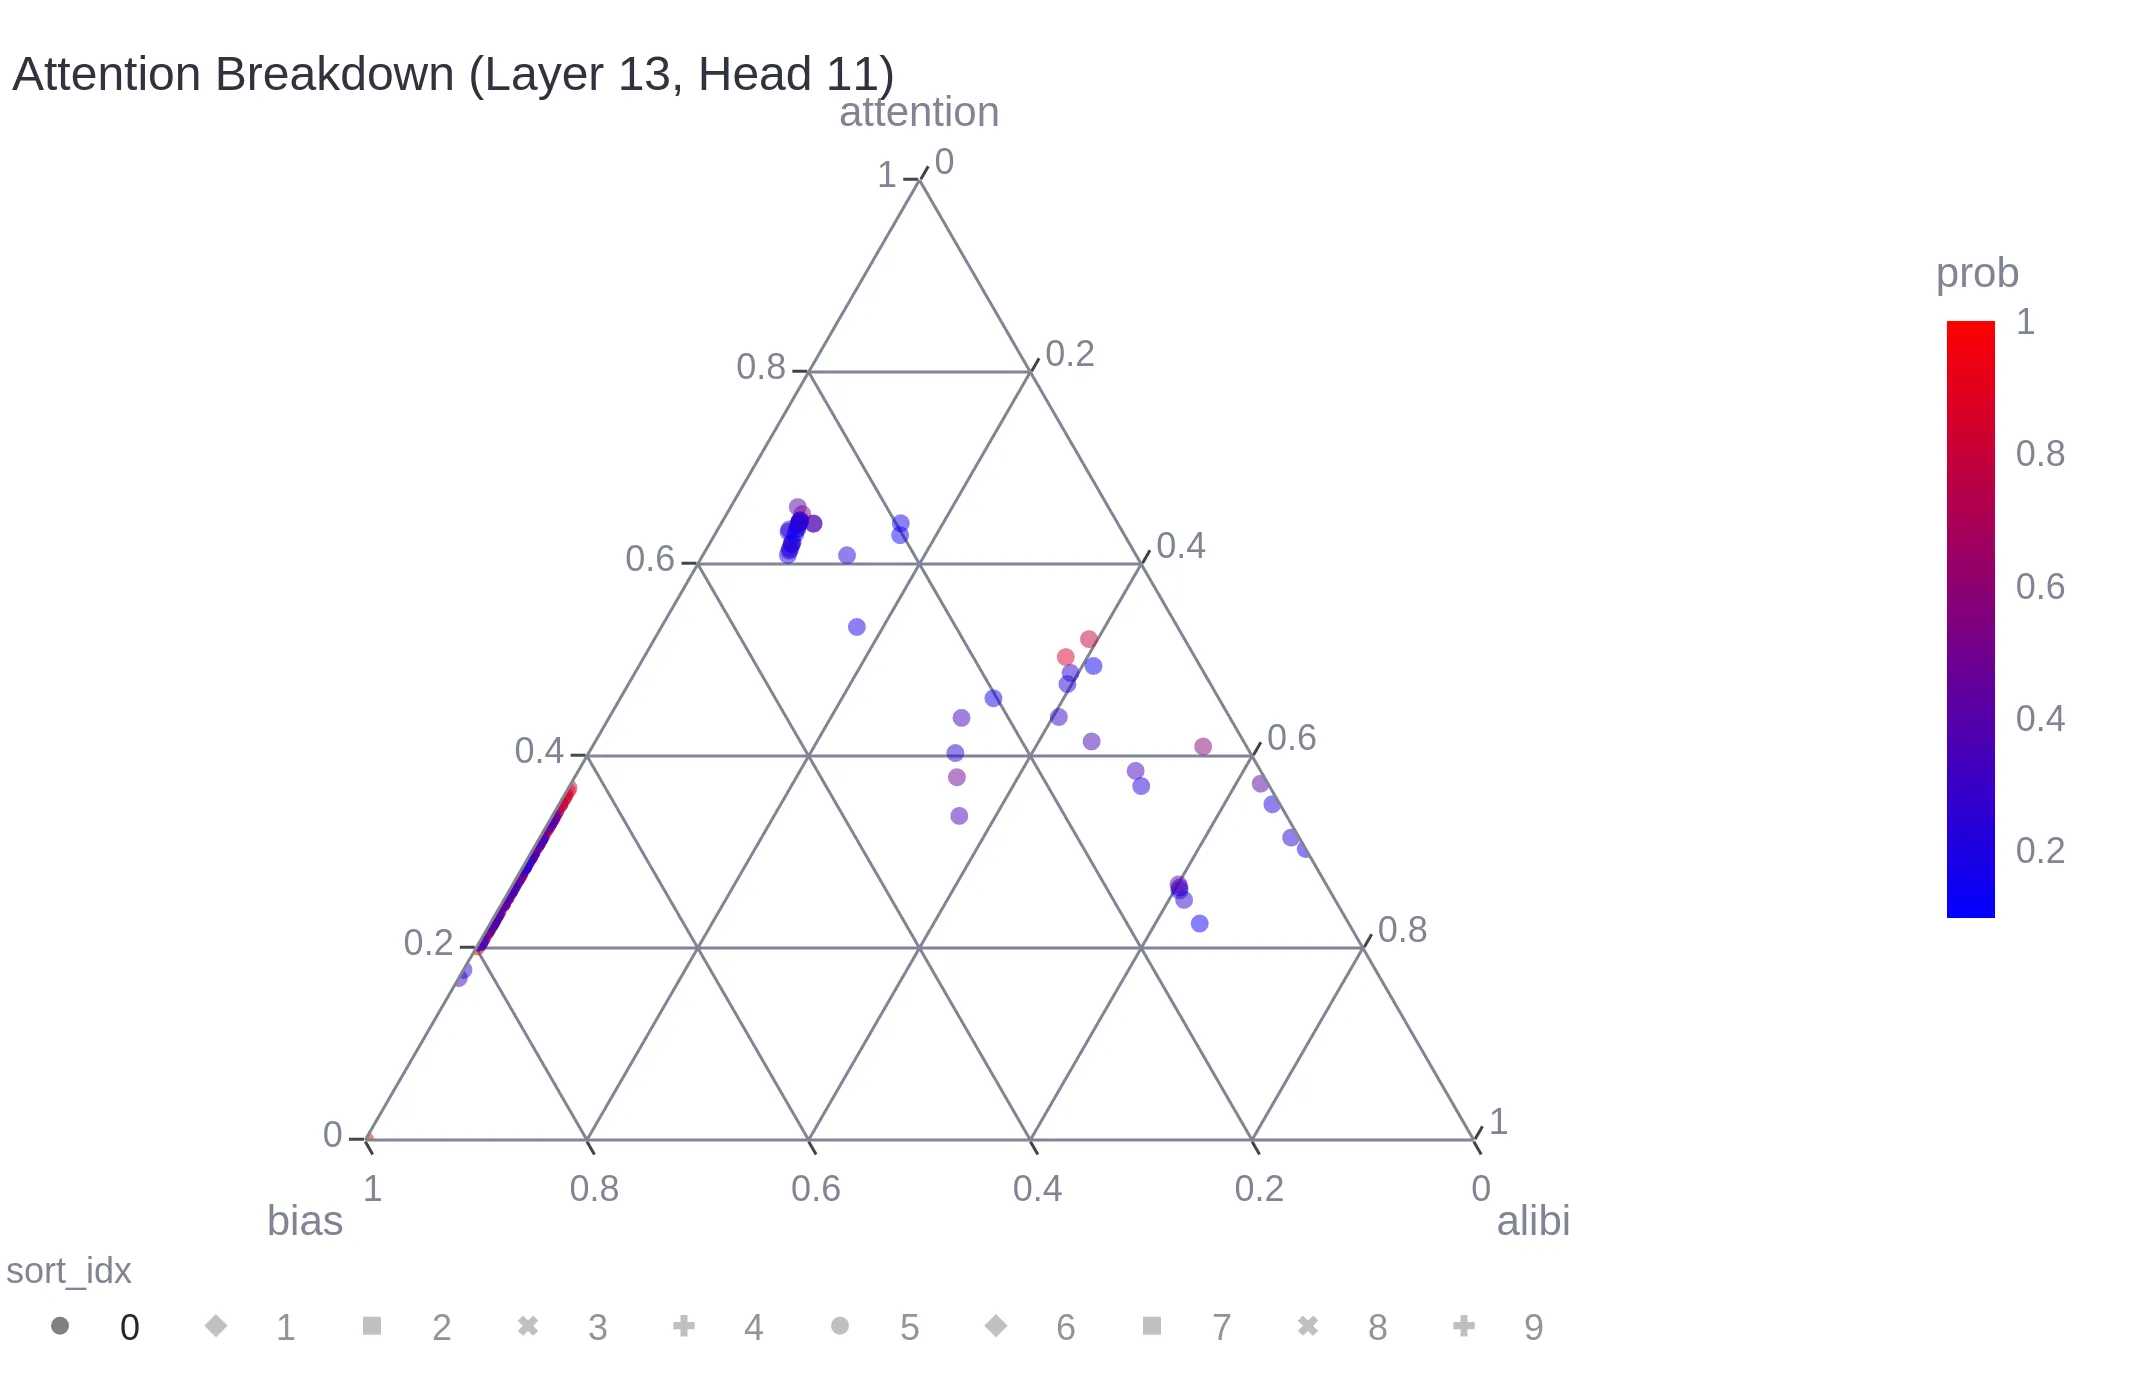 Attention Breakdown (Layer 13, Head 11)
attention
1 0
0.8 0.2
0.6 0.4
0.4 0.6
0.2 0.8
0 1
1 0.8 0.6 0.4 0.2 0
bias alibi
prob
1
0.8
0.6
0.4
0.2
sort_idx
0 1 2 3 4 5 6 7 8 9